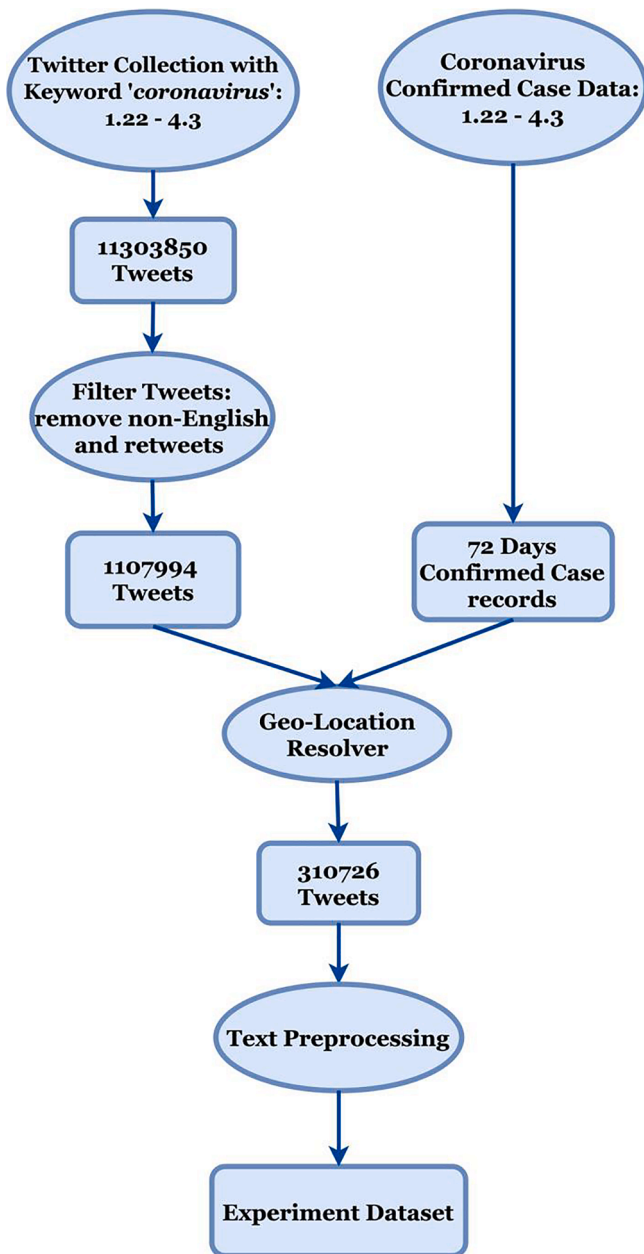 Twitter Collection with
Keyword 'coronavirus':
1.22 - 4.3
Coronavirus
Confirmed Case Data:
1.22 - 4.3
11303850
Tweets
Filter Tweets:
remove non-English
and retweets
1107994
Tweets
72 Days
Confirmed Case
records
Geo-Location
Resolver
310726
Tweets
Text Preprocessing
Experiment Dataset